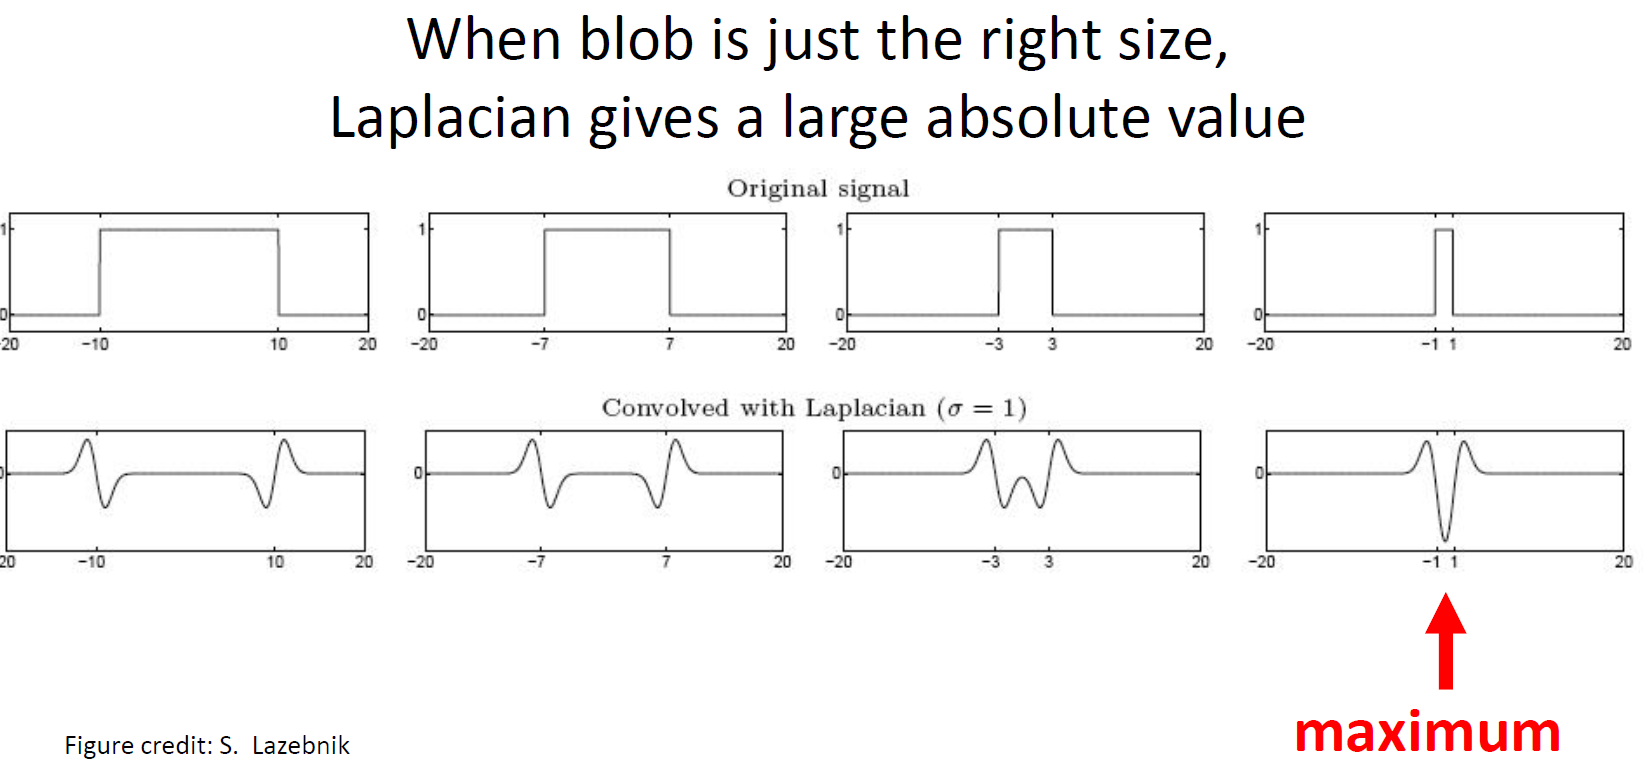 When blob is just the right size,
Laplacian gives a large absolute value
Original signal
1 1 1 1
0 0 0 0
-20 −10 10 20 −20 −7 7 20 −20 −3 3 20 −20 −1 1 20
Convolved with Laplacian (σ = 1)
0 0 0 0
20 −10 10 20 −20 −7 7 20 −20 −3 3 20 −20 −1 1 20
maximum
Figure credit: S. Lazebnik